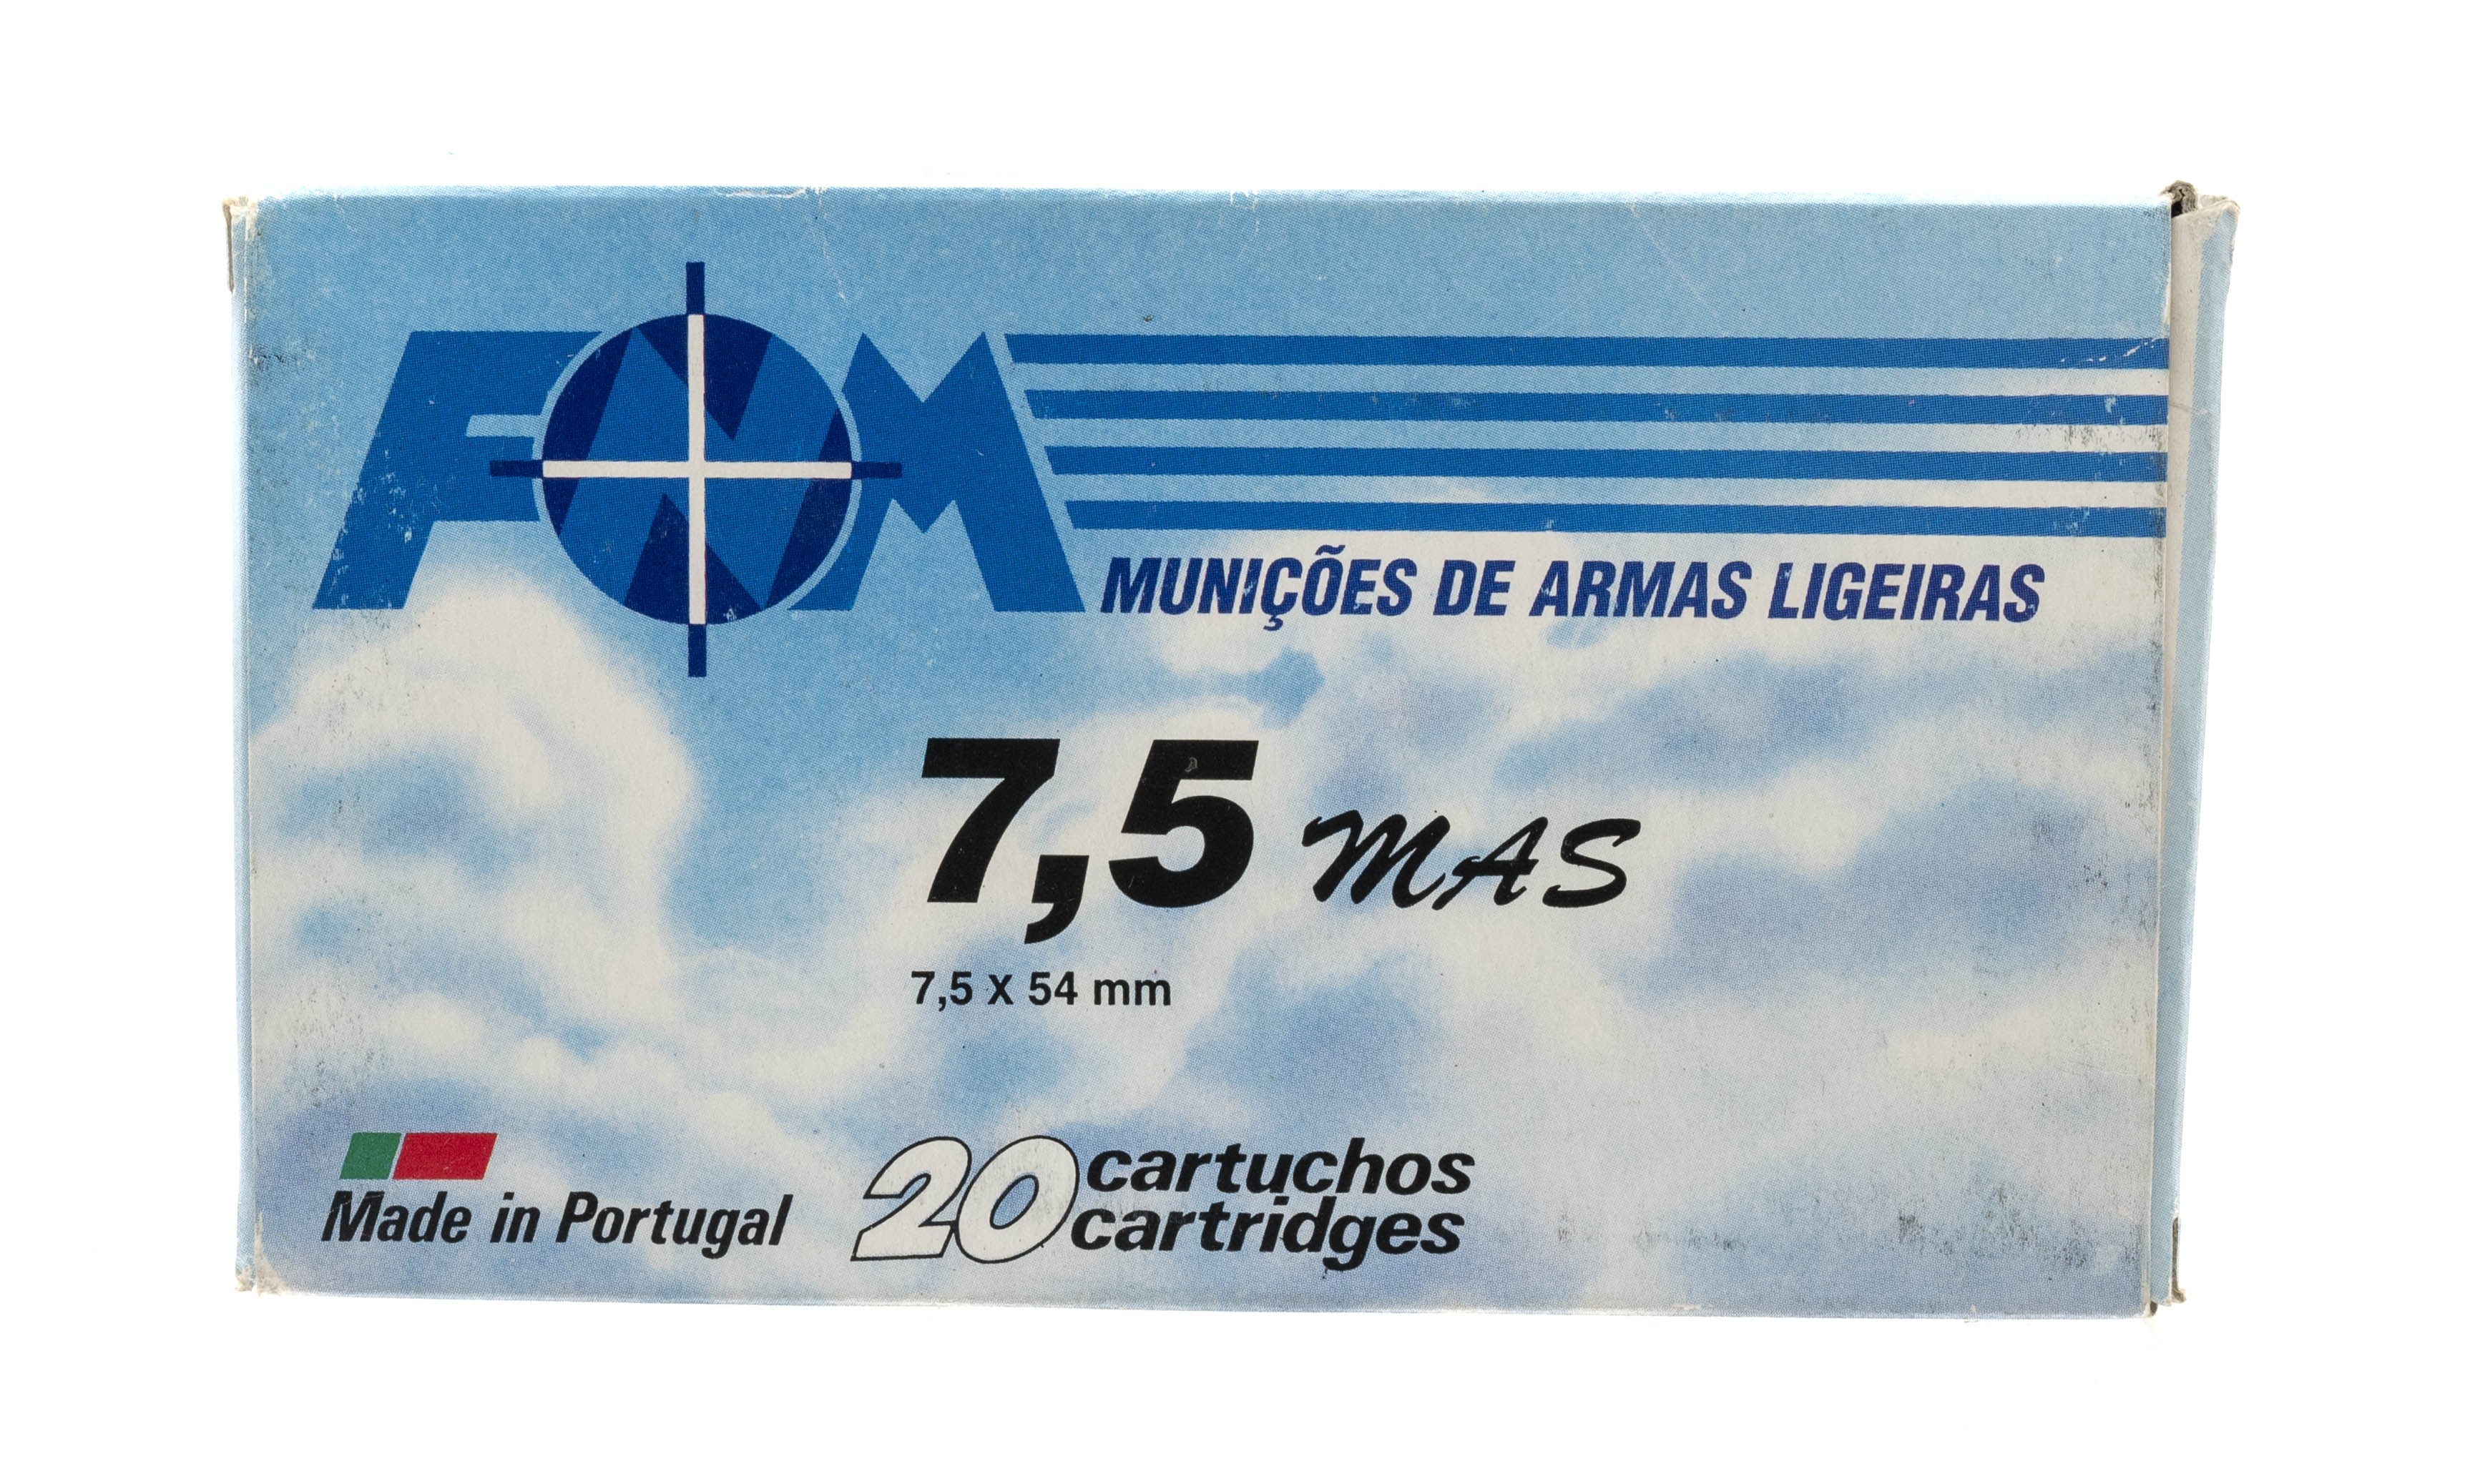 FNM
MUNIÇÕES DE ARMAS LIGEIRAS
7,5 MAS
7,5 X 54 mm
Made in Portugal
20 cartuchos
cartridges